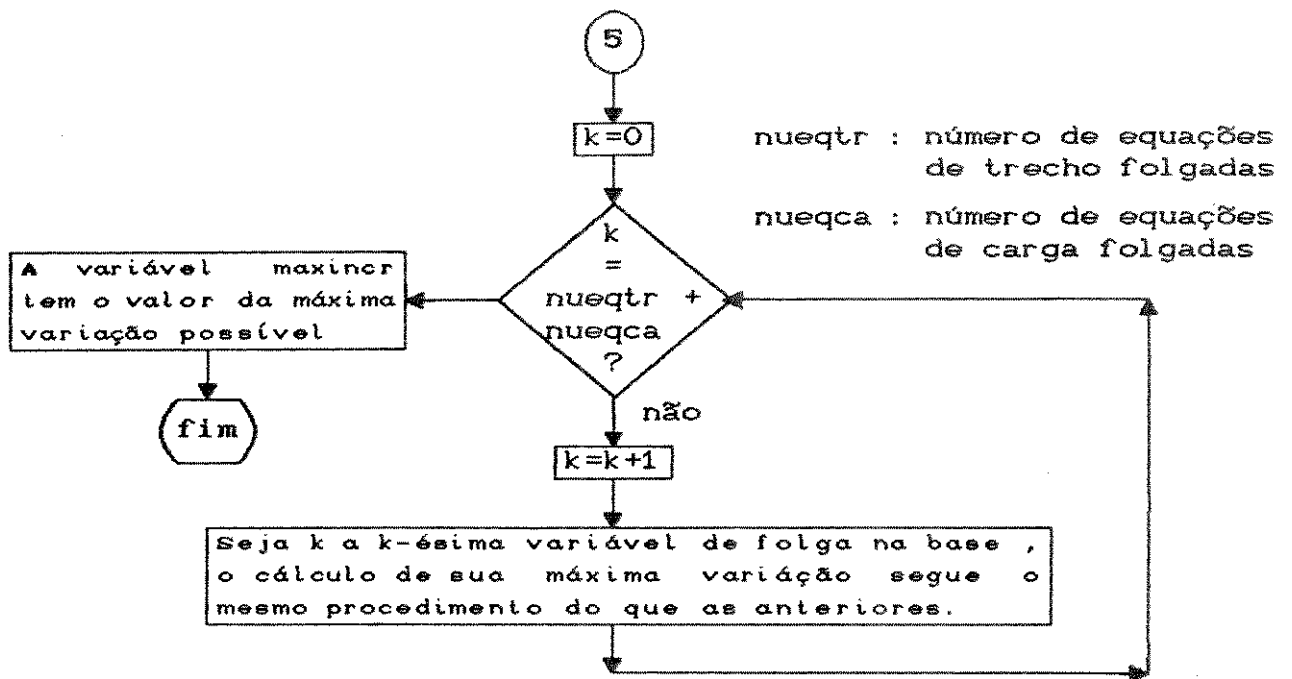 5
k=0
nueqtr : número de equações
de trecho folgadas
nueqca : número de equações
de carga folgadas
k
=
nueqtr +
nueqca
?
A variável maxincr
tem o valor da máxima
variação possível
fim
não
k=k+1
Seja k a k-ésima variável de folga na base ,
o cálculo de sua máxima variáção segue o
mesmo procedimento do que as anteriores.